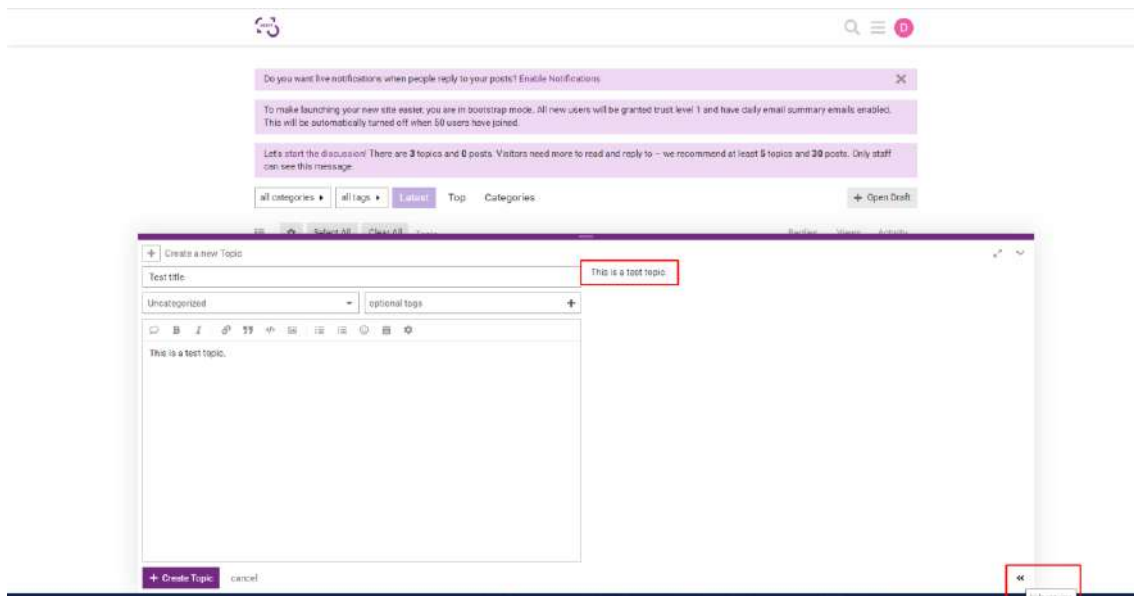 D
Do you want live notifications when people reply to your posts? Enable Notifications
To make launching your new site easier, you are in bootstrap mode. All new users will be granted trust level 1 and have daily email summary emails enabled.
This will be automatically turned off when 50 users have joined.
Let's start the discussion! There are 3 topics and 0 posts. Visitors need more to read and reply to – we recommend at least 5 topics and 30 posts. Only staff
can see this message.
all categories all tags Latest Top Categories + Open Draft
Select All Clear All Topic Replies Views Activity
+ Create a new Topic
Test title
This is a test topic.
Uncategorized optional tags +
B I
This is a test topic.
+ Create Topic cancel «